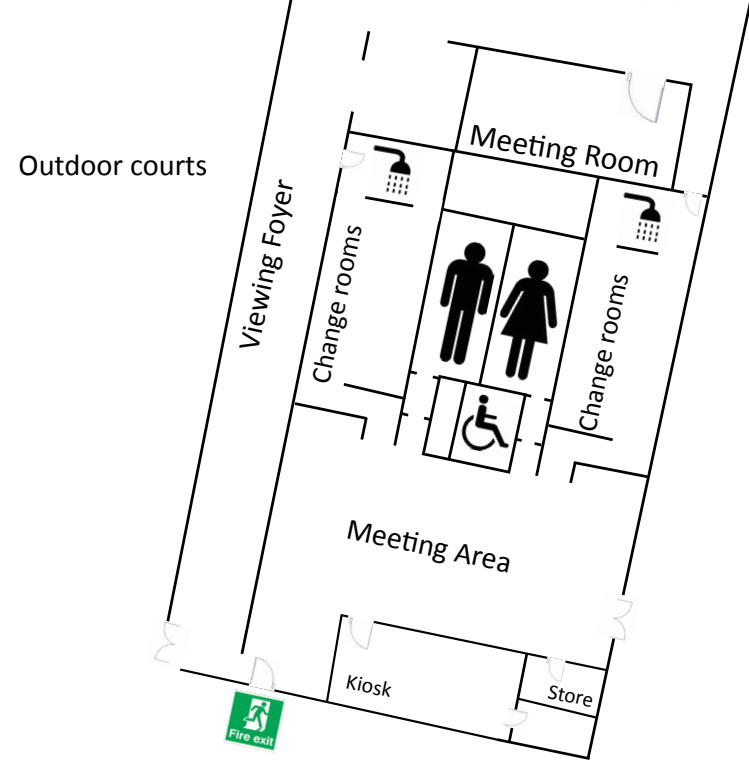 Meeting Room
Outdoor courts
Viewing Foyer
Change rooms
Change rooms
Meeting Area
Kiosk
Store
Fire exit